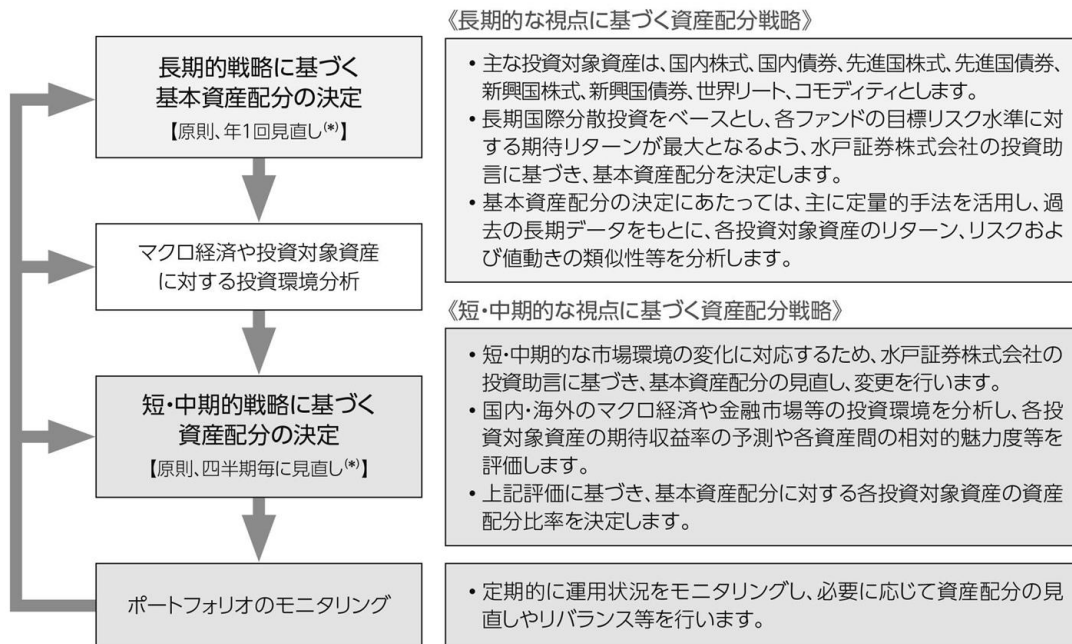 長期的戦略に基づく
基本資産配分の決定
【原則、年1回見直し(*)】
マクロ経済や投資対象資産
に対する投資環境分析
短・中期的戦略に基づく
資産配分の決定
【原則、四半期毎に見直し(*)】
ポートフォリオのモニタリング
《長期的な視点に基づく資産配分戦略》
• 主な投資対象資産は、国内株式、国内債券、先進国株式、先進国債券、
新興国株式、新興国債券、世界リート、コモディティとします。
• 長期国際分散投資をベースとし、各ファンドの目標リスク水準に対
する期待リターンが最大となるよう、水戸証券株式会社の投資助
言に基づき、基本資産配分を決定します。
• 基本資産配分の決定にあたっては、主に定量的手法を活用し、過
去の長期データをもとに、各投資対象資産のリターン、リスクおよ
び値動きの類似性等を分析します。
《短・中期的な視点に基づく資産配分戦略》
• 短・中期的な市場環境の変化に対応するため、水戸証券株式会社の
投資助言に基づき、基本資産配分の見直し、変更を行います。
• 国内・海外のマクロ経済や金融市場等の投資環境を分析し、各投
資対象資産の期待収益率の予測や各資産間の相対的魅力度等を
評価します。
• 上記評価に基づき、基本資産配分に対する各投資対象資産の資産
配分比率を決定します。
• 定期的に運用状況をモニタリングし、必要に応じて資産配分の見
直しやリバランス等を行います。